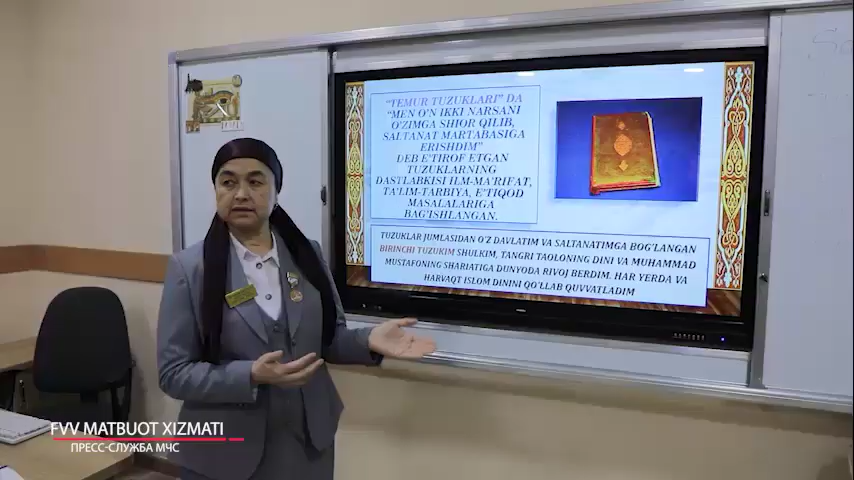 "TEMUR TUZUKLARI" DA
"MEN O'N IKKI NARSANI
O'ZIMGA SHIOR QILIB,
SALTANAT MARTABASIGA
ERISHDIM"
DEB E'TIROF ETGAN
TUZUKLARNING
DASTLABKISI ILM-MA'RIFAT,
TA'LIM-TARBIYA, E'TIQOD
MASALALARIGA
BAG'ISHLANGAN.
TUZUKLAR JUMLASIDAN O'Z DAVLATIM VA SALTANATIMGA BOG'LANGAN
BIRINCHI TUZUKIM SHULKIM, TANGRI TAOLONING DINI VA MUHAMMAD
MUSTAFONING SHARIATIGA DUNYODA RIVOJ BERDIM. HAR YERDA VA
HARVAQT ISLOM DININI QO'LLAB QUVVATLADIM
FVV MATBUOT XIZMATI
ПРЕСС-СЛУЖБА МЧС